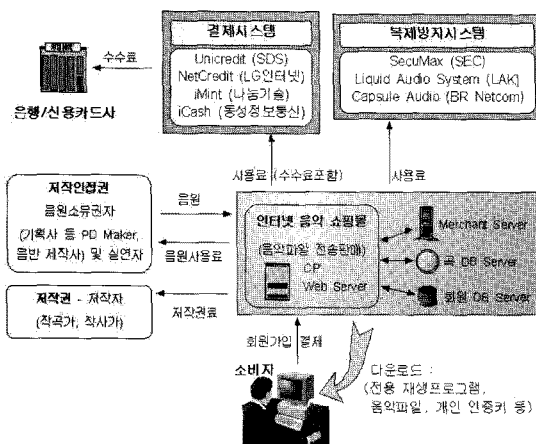 결제시스템
Unicredit (SDS)
NetCredit (LG인터넷)
iMint (나눔기술)
iCash (동성정보통신)
복제방지시스템
SecuMax (SEC)
Liquid Audio System (LAK)
Capsule Audio (BR Netcom)
수수료
은행/신용카드사
사용료 (수수료포함)
사용료
저작인접권
음원소유권자
(기획사 등 PD Maker,
음반 제작사) 및 실연자
음원
음원사용료
인터넷 음악 쇼핑몰
(음악파일 전송판매)
CP
Web Server
Merchant Server
곡 DB Server
회원 DB Server
저작권 - 저작자
(작곡가, 작사가)
저작권료
회원가입 결제
소비자
다운로드 :
(전용 재생프로그램,
음악파일, 개인 인증키 등)